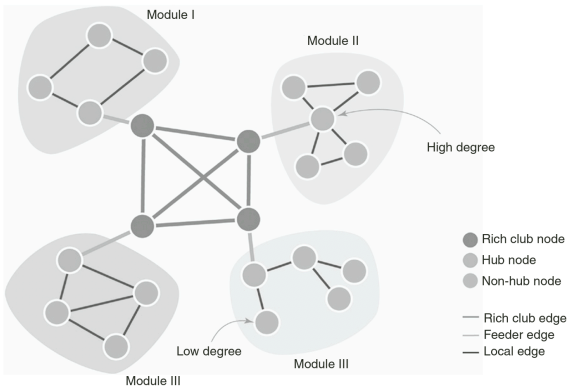 Module I
Module II
High degree
Rich club node
Hub node
Non-hub node
Rich club edge
Feeder edge
Local edge
Low degree
Module III
Module III